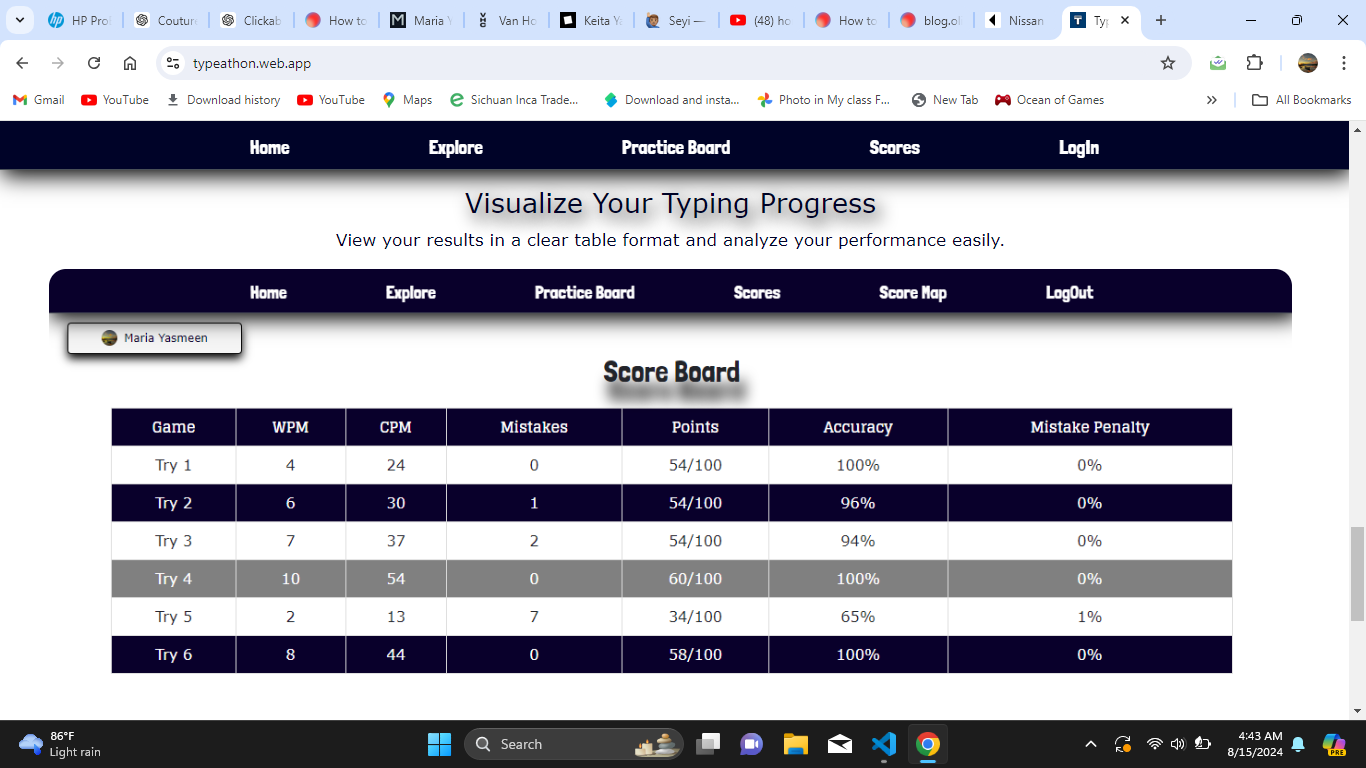 HP Pro
Couture
Clickab
How to
Maria Y
Van Ho
Keita Ya
Seyi —
(48) ho
How to
blog.ol
Nissan
Typ
typeathon.web.app
Gmail YouTube Download history YouTube Maps Sichuan Inca Trade... Download and insta... Photo in My class F... New Tab Ocean of Games » All Bookmarks
Home Explore Practice Board Scores LogIn
Visualize Your Typing Progress
View your results in a clear table format and analyze your performance easily.
Home Explore Practice Board Scores Score Map LogOut
Maria Yasmeen
Score Board
Game WPM CPM Mistakes Points Accuracy Mistake Penalty
Try 1 4 24 0 54/100 100% 0%
Try 2 6 30 1 54/100 96% 0%
Try 3 7 37 2 54/100 94% 0%
Try 4 10 54 0 60/100 100% 0%
Try 5 2 13 7 34/100 65% 1%
Try 6 8 44 0 58/100 100% 0%
86°F
Light rain
Search
PRE
4:43 AM
8/15/2024